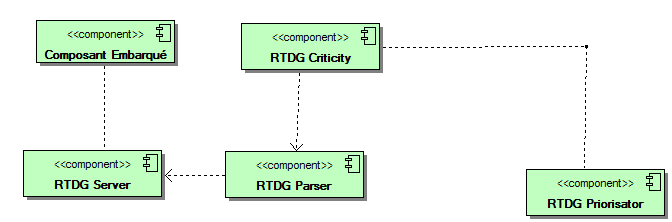 <<component>>
Composant Embarqué
<<component>>
RTDG Criticity
<<component>>
RTDG Server
<<component>>
RTDG Parser
<<component>>
RTDG Priorisator